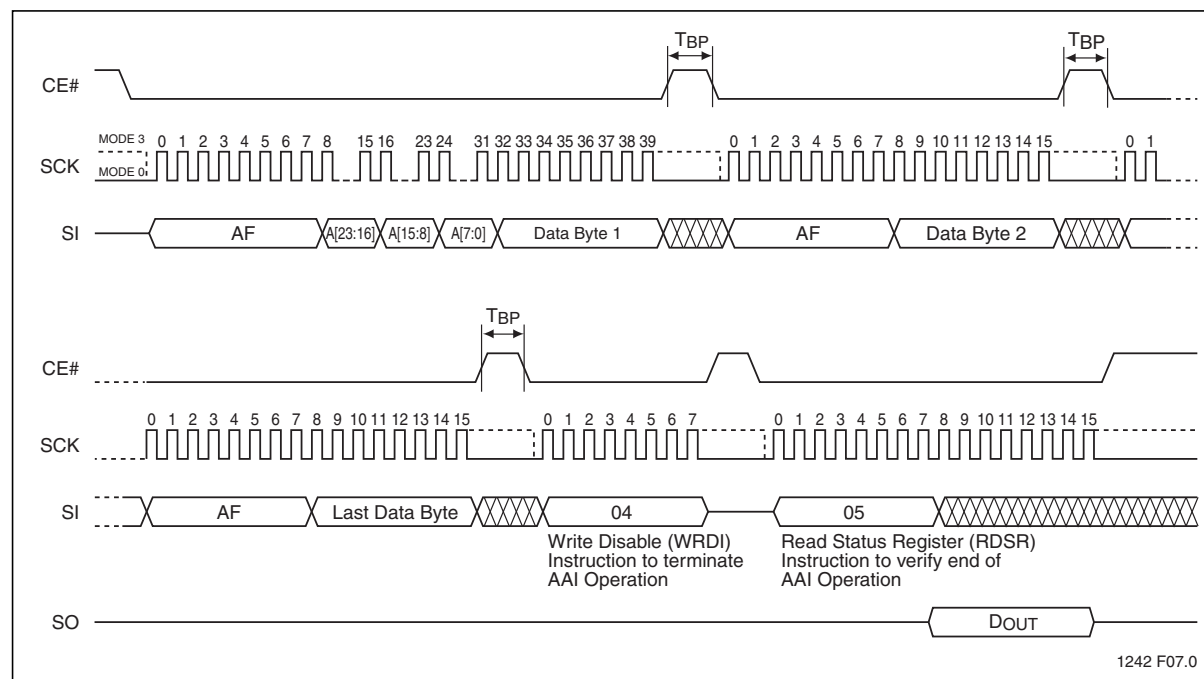 TBP TBP
CE#
MODE 3 0 1 2 3 4 5 6 7 8 15 16 23 24 31 32 33 34 35 36 37 38 39 0 1 2 3 4 5 6 7 8 9 10 11 12 13 14 15 0 1
SCK
MODE 0
SI AF A[23:16] A[15:8] A[7:0] Data Byte 1 AF Data Byte 2
TBP
CE#
0 1 2 3 4 5 6 7 8 9 10 11 12 13 14 15 0 1 2 3 4 5 6 7 0 1 2 3 4 5 6 7 8 9 10 11 12 13 14 15
SCK
SI AF Last Data Byte 04 05
Write Disable (WRDI)
Instruction to terminate
AAI Operation
Read Status Register (RDSR)
Instruction to verify end of
AAI Operation
SO DOUT
1242 F07.0